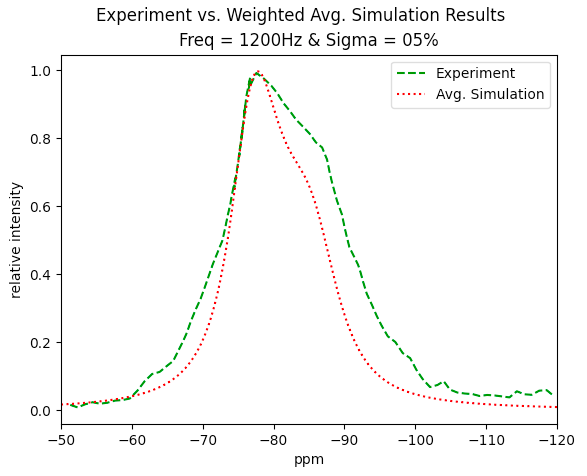 Experiment vs. Weighted Avg. Simulation Results
Freq = 1200Hz & Sigma = 05%
Experiment
Avg. Simulation
relative intensity
1.0
0.8
0.6
0.4
0.2
0.0
−50
−60
−70
−80
−90
−100
−110
−120
ppm